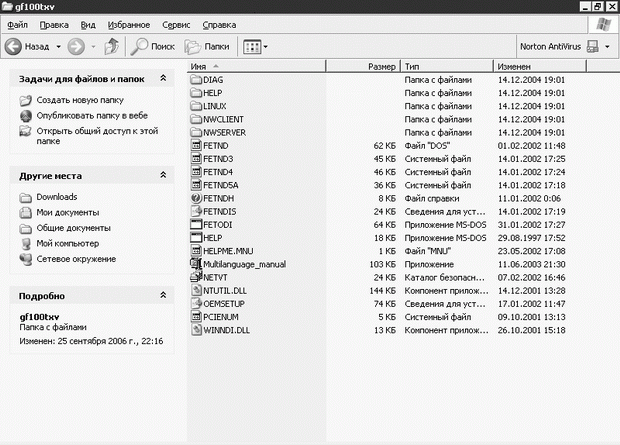 gf100txv
Файл Правка Вид Избранное Сервис Справка
Назад Поиск Папки Norton AntiVirus
Задачи для файлов и папок
Создать новую папку
Опубликовать папку в вебе
Открыть общий доступ к этой
папке
Другие места
Downloads
Мои документы
Общие документы
Мой компьютер
Сетевое окружение
Подробно
gf100txv
Папка с файлами
Изменен: 25 сентября 2006 г., 22:16
Имя Размер Тип Изменен
DIAG Папка с файлами 14.12.2004 19:01
HELP Папка с файлами 14.12.2004 19:01
LINUX Папка с файлами 14.12.2004 19:01
NWCLIENT Папка с файлами 14.12.2004 19:01
NWSERVER Папка с файлами 14.12.2004 19:01
FETND 62 КБ Файл "DOS" 01.02.2002 11:48
FETND3 45 КБ Системный файл 14.01.2002 17:25
FETND4 46 КБ Системный файл 14.01.2002 17:24
FETND5A 36 КБ Системный файл 14.01.2002 17:18
FETNDH 8 КБ Файл справки 11.01.2002 0:06
FETNDIS 24 КБ Сведения для уст... 14.01.2002 17:19
FETODI 64 КБ Приложение MS-DOS 31.01.2002 17:27
HELP 18 КБ Приложение MS-DOS 29.08.1997 17:52
HELPME.MNU 1 КБ Файл "MNU" 23.05.2002 17:08
Multilanguage_manual 103 КБ Приложение 11.06.2003 21:30
NETVT 24 КБ Каталог безопасн... 07.02.2002 16:46
NTUTIL.DLL 144 КБ Компонент прилож... 14.12.2001 13:28
OEMSETUP 74 КБ Сведения для уст... 17.01.2002 11:47
PCIENUM 5 КБ Системный файл 09.10.2001 13:13
WINNDI.DLL 13 КБ Компонент прилож... 26.10.2001 15:18